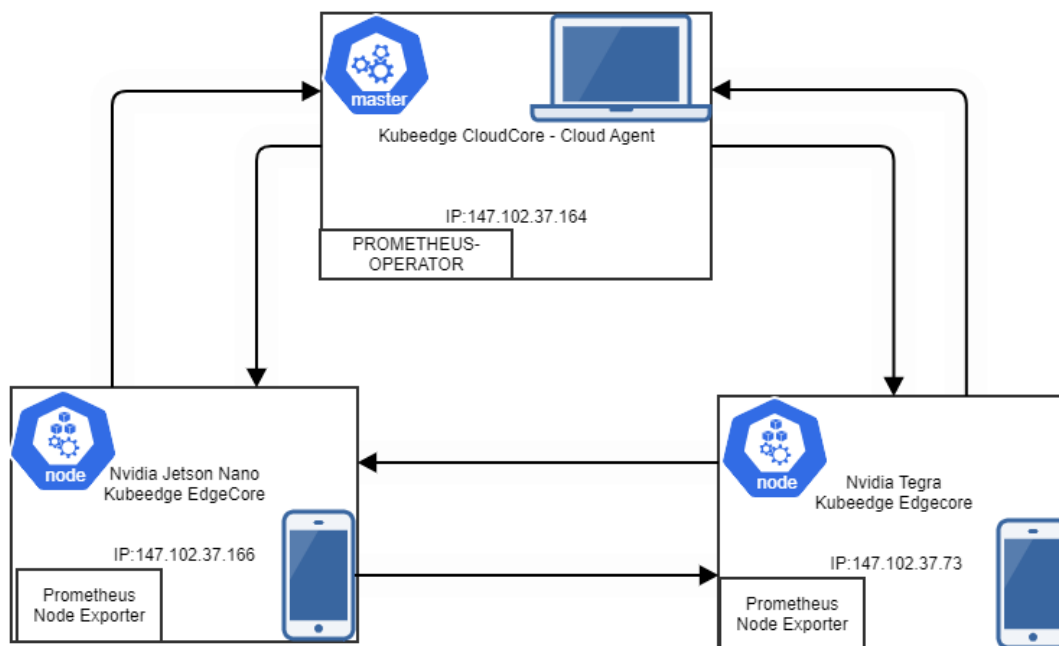 master
Kubeedge CloudCore - Cloud Agent
IP:147.102.37.164
PROMETHEUS-
OPERATOR
node
Nvidia Jetson Nano
Kubeedge EdgeCore
IP:147.102.37.166
Prometheus
Node Exporter
node
Nvidia Tegra
Kubeedge Edgecore
IP:147.102.37.73
Prometheus
Node Exporter